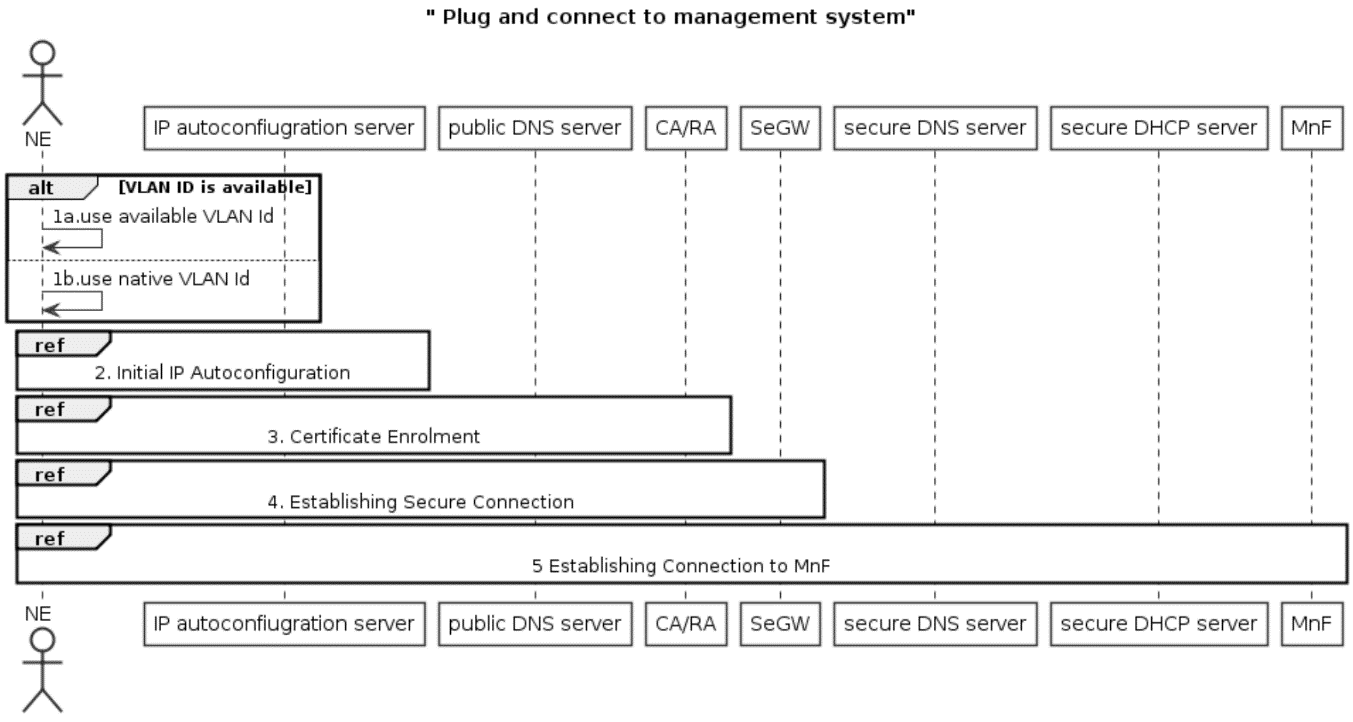 " Plug and connect to management system"
NE
IP autoconfiugration server
public DNS server
CA/RA
SeGW
secure DNS server
secure DHCP server
MnF
alt
[VLAN ID is available]
1a.use available VLAN Id
1b.use native VLAN Id
ref
2. Initial IP Autoconfiguration
ref
3. Certificate Enrolment
ref
4. Establishing Secure Connection
ref
5 Establishing Connection to MnF
NE
IP autoconfiugration server
public DNS server
CA/RA
SeGW
secure DNS server
secure DHCP server
MnF